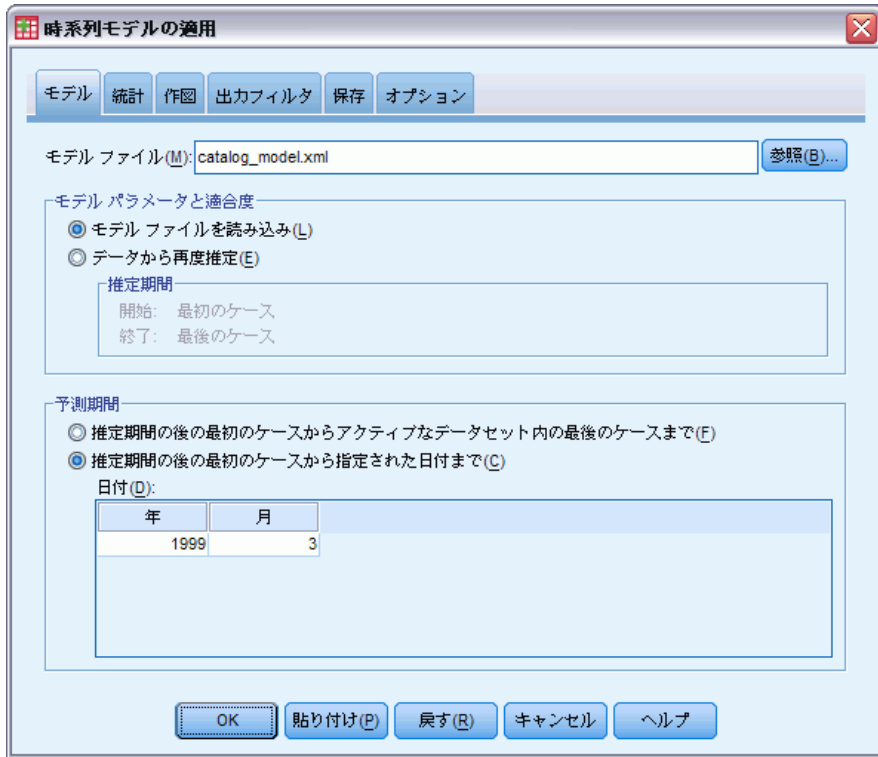 時系列モデルの適用
モデル 統計 作図 出力フィルタ 保存 オプション
モデル ファイル(M): catalog_model.xml 参照(B)...
モデル パラメータと適合度
モデル ファイルを読み込み(L)
データから再度推定(E)
推定期間
開始: 最初のケース
終了: 最後のケース
予測期間
推定期間の後の最初のケースからアクティブなデータセット内の最後のケースまで(F)
推定期間の後の最初のケースから指定された日付まで(C)
日付(D):
年 月
1999 3
OK 貼り付け(P) 戻す(R) キャンセル ヘルプ